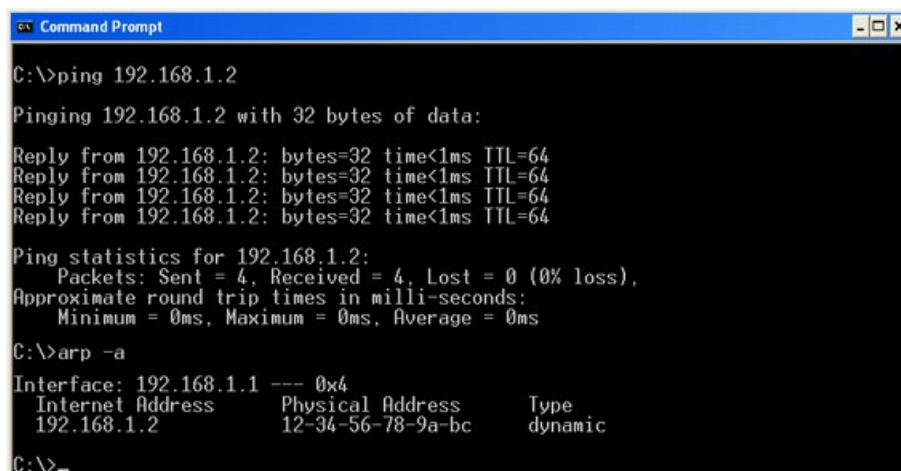 Command Prompt
C:\>ping 192.168.1.2
Pinging 192.168.1.2 with 32 bytes of data:
Reply from 192.168.1.2: bytes=32 time<1ms TTL=64
Reply from 192.168.1.2: bytes=32 time<1ms TTL=64
Reply from 192.168.1.2: bytes=32 time<1ms TTL=64
Reply from 192.168.1.2: bytes=32 time<1ms TTL=64
Ping statistics for 192.168.1.2:
Packets: Sent = 4, Received = 4, Lost = 0 (0% loss),
Approximate round trip times in milli-seconds:
Minimum = 0ms, Maximum = 0ms, Average = 0ms
C:\>arp -a
Interface: 192.168.1.1 --- 0x4
Internet Address Physical Address Type
192.168.1.2 12-34-56-78-9a-bc dynamic
C:\>_